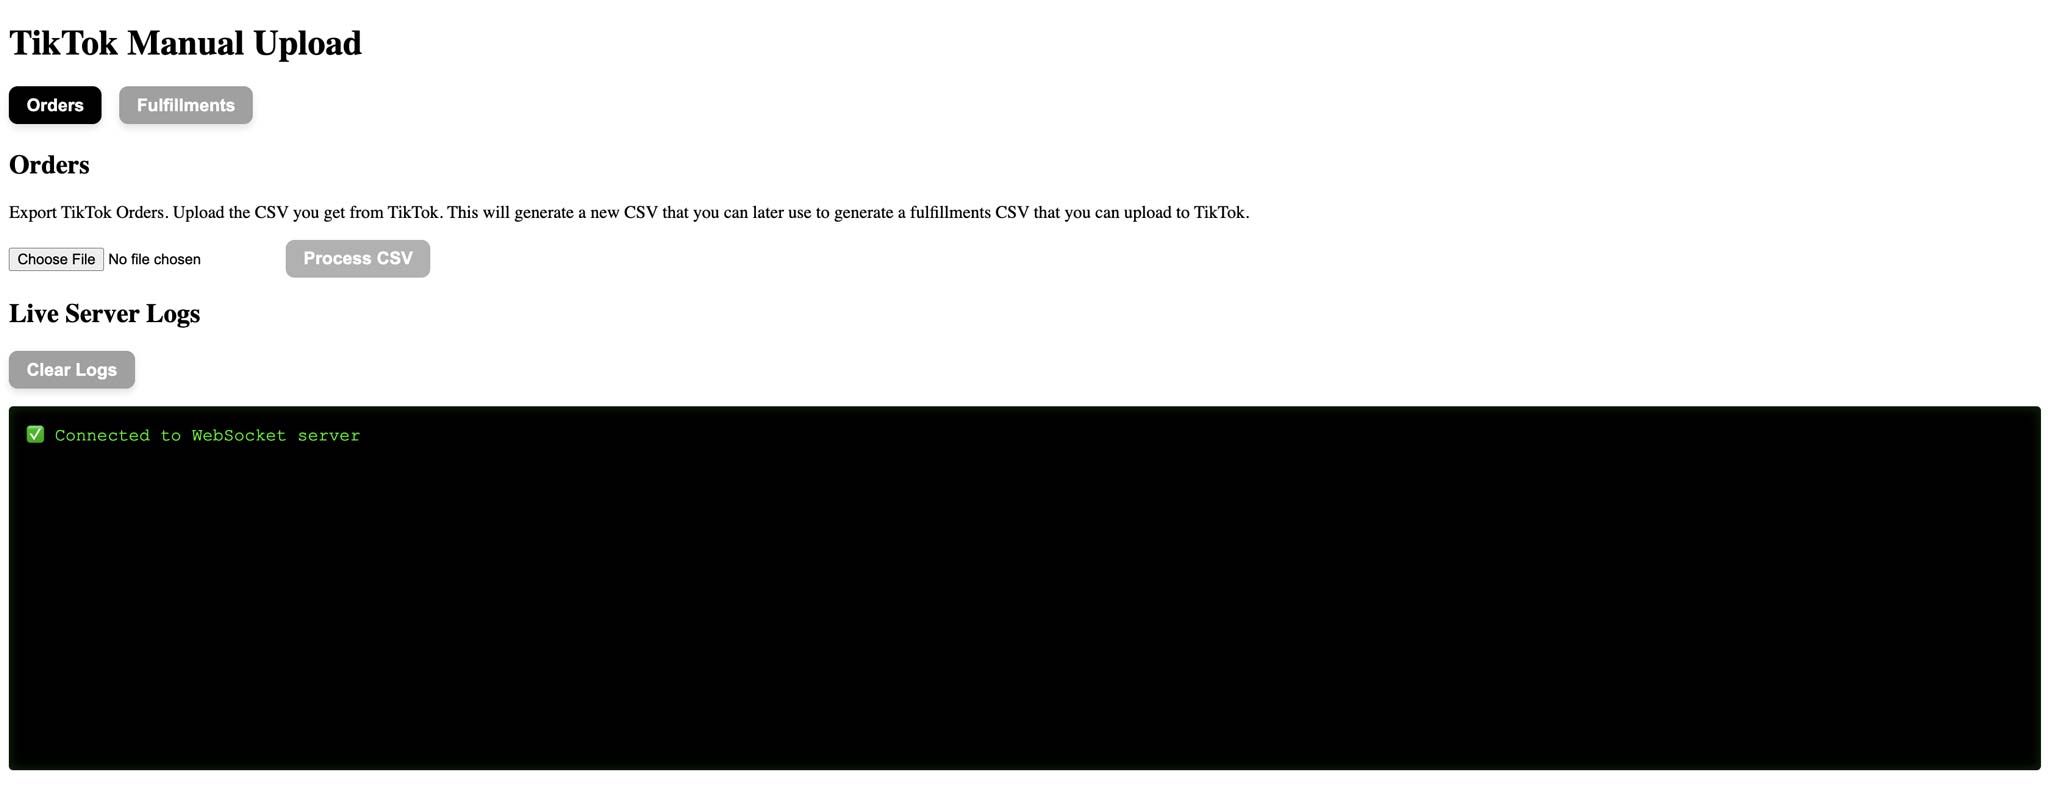 TikTok Manual Upload
Orders
Fulfillments
Orders
Export TikTok Orders. Upload the CSV you get from TikTok. This will generate a new CSV that you can later use to generate a fulfillments CSV that you can upload to TikTok.
Choose File No file chosen
Process CSV
Live Server Logs
Clear Logs
✅ Connected to WebSocket server